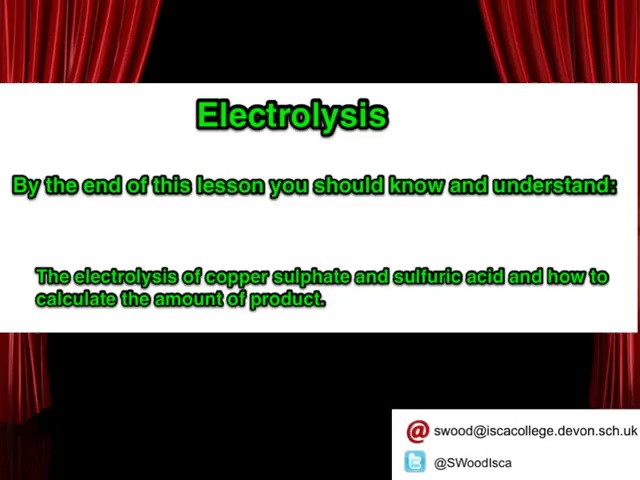 Electrolysis
By the end of this lesson you should know and understand:
The electrolysis of copper sulphate and sulfuric acid and how to
calculate the amount of product.
@ swood@iscacollege.devon.sch.uk
@SWoodIsca